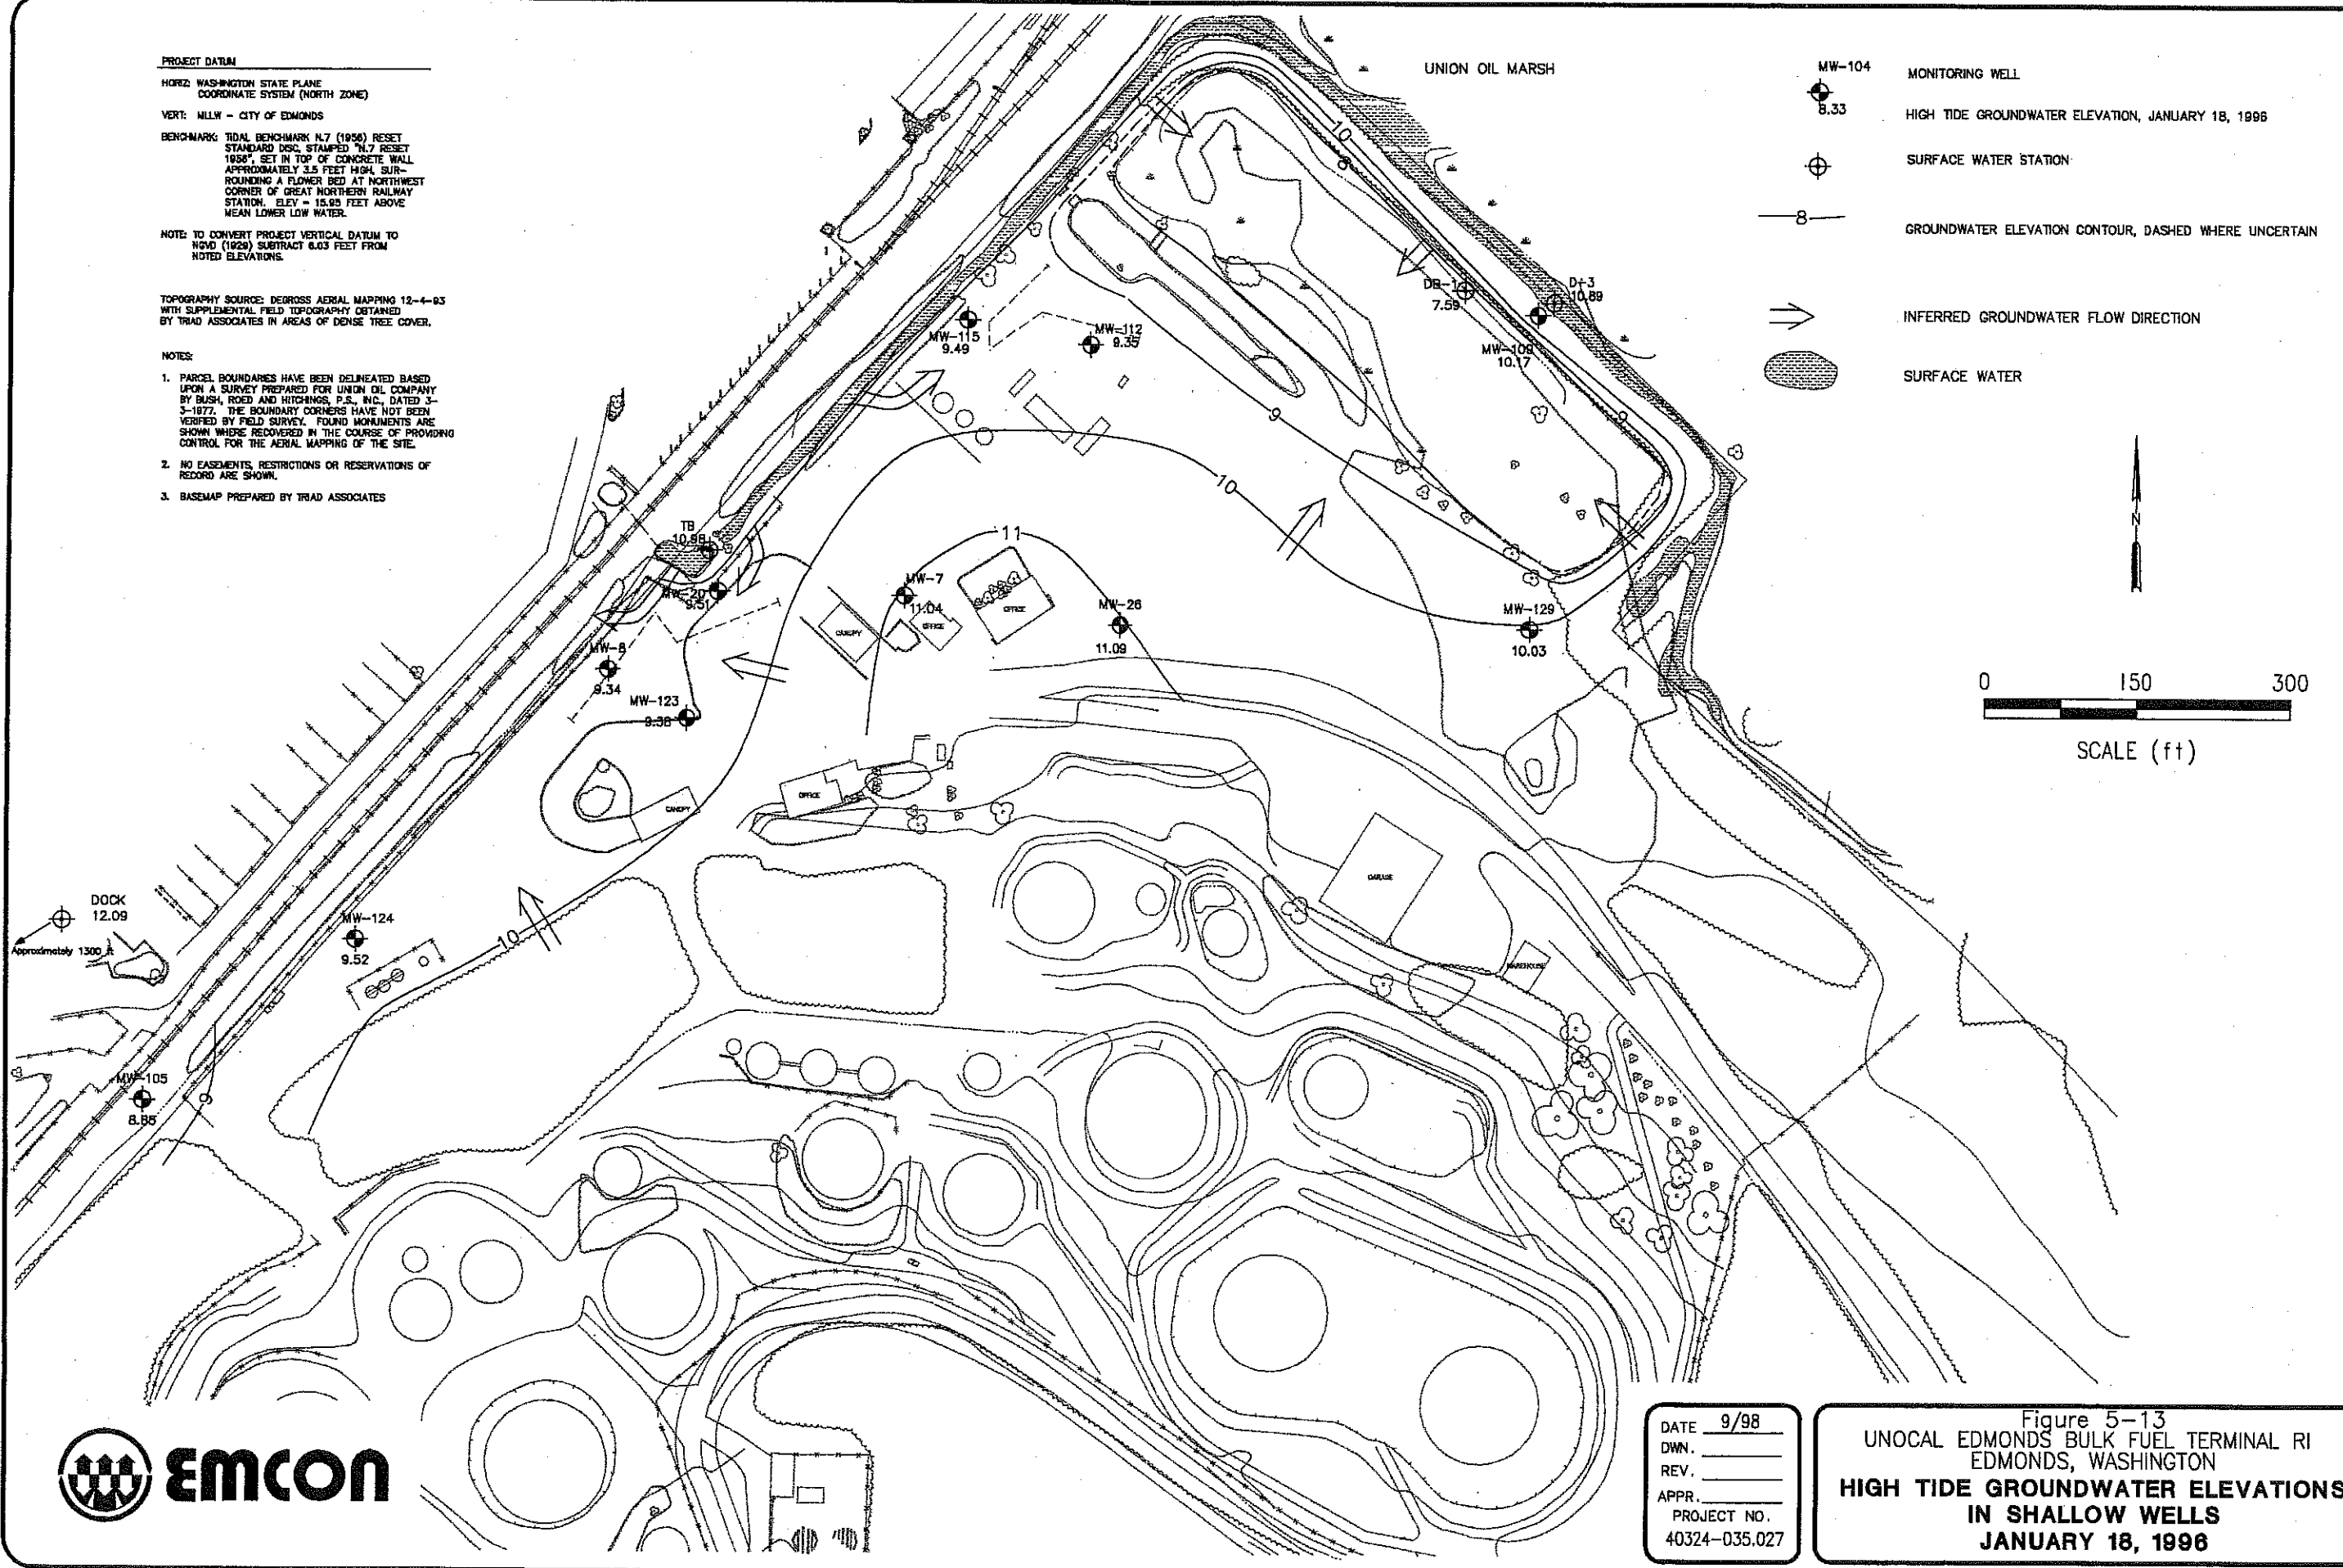 PROJECT DATUM
HORIZ: WASHINGTON STATE PLANE
COORDINATE SYSTEM (NORTH ZONE)
VERT: MLLW - CITY OF EDMONDS
BENCHMARK: TIDAL BENCHMARK N.7 (1956) RESET
STANDARD DISC, STAMPED "N.7 RESET
1956", SET IN TOP OF CONCRETE WALL
APPROXIMATELY 3.5 FEET HIGH, SUR-
ROUNDING A FLOWER BED AT NORTHWEST
CORNER OF GREAT NORTHERN RAILWAY
STATION. ELEV = 15.95 FEET ABOVE
MEAN LOWER LOW WATER.
NOTE: TO CONVERT PROJECT VERTICAL DATUM TO
NGVD (1929) SUBTRACT 6.03 FEET FROM
NOTED ELEVATIONS.
TOPOGRAPHY SOURCE: DEGROSS AERIAL MAPPING 12-4-93
WITH SUPPLEMENTAL FIELD TOPOGRAPHY OBTAINED
BY TRIAD ASSOCIATES IN AREAS OF DENSE TREE COVER.
NOTES:
1. PARCEL BOUNDARIES HAVE BEEN DELINEATED BASED
UPON A SURVEY PREPARED FOR UNION OIL COMPANY
BY BUSH, ROED AND HITCHINGS, P.S., INC., DATED 3-
3-1977. THE BOUNDARY CORNERS HAVE NOT BEEN
VERIFIED BY FIELD SURVEY. FOUND MONUMENTS ARE
SHOWN WHERE RECOVERED IN THE COURSE OF PROVIDING
CONTROL FOR THE AERIAL MAPPING OF THE SITE.
2. NO EASEMENTS, RESTRICTIONS OR RESERVATIONS OF
RECORD ARE SHOWN.
3. BASEMAP PREPARED BY TRIAD ASSOCIATES
UNION OIL MARSH
MW-104
8.33
MONITORING WELL
HIGH TIDE GROUNDWATER ELEVATION, JANUARY 18, 1996
SURFACE WATER STATION
8
GROUNDWATER ELEVATION CONTOUR, DASHED WHERE UNCERTAIN
INFERRED GROUNDWATER FLOW DIRECTION
SURFACE WATER
N
0 150 300
SCALE (ft)
10
8
DB-1
7.59
D-3
10.89
MW-109
10.17
MW-115
9.49
MW-112
9.35
9
9
10
11
TB
10.98
MW-20
9.51
MW-7
11.04
OFFICE
OFFICE
CANOPY
MW-26
11.09
MW-129
10.03
MW-8
9.34
MW-123
9.38
OFFICE
CANOPY
GARAGE
WAREHOUSE
DOCK
12.09
Approximately 1300 ft
MW-124
9.52
10
MW-105
8.85
EMCON
DATE 9/98
DWN.
REV.
APPR.
PROJECT NO.
40324-035.027
Figure 5-13
UNOCAL EDMONDS BULK FUEL TERMINAL RI
EDMONDS, WASHINGTON
HIGH TIDE GROUNDWATER ELEVATIONS
IN SHALLOW WELLS
JANUARY 18, 1996